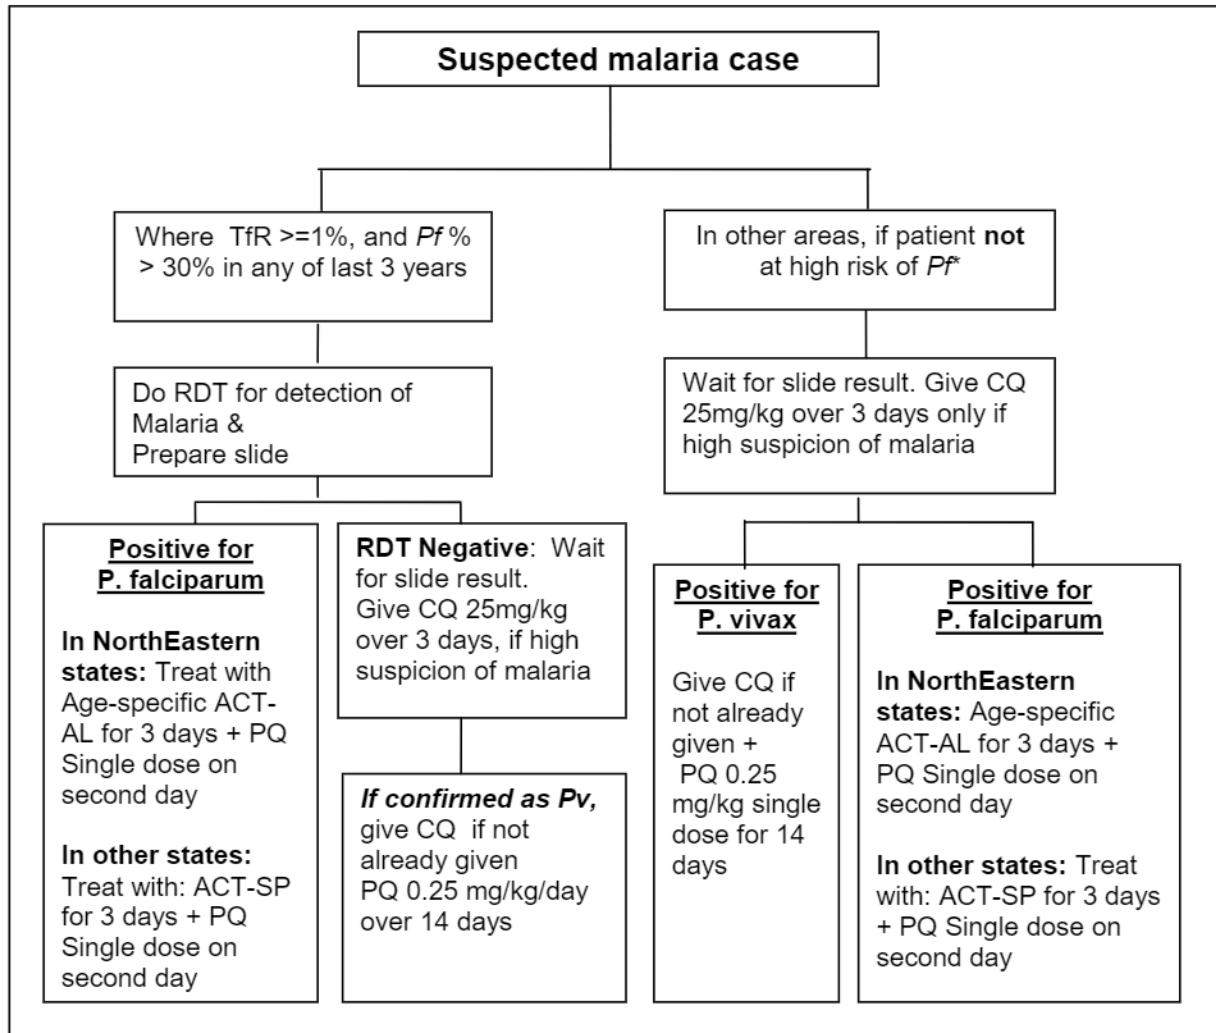 Suspected malaria case
Where TfR >=1%, and Pf %
> 30% in any of last 3 years
In other areas, if patient not
at high risk of Pf*
Do RDT for detection of
Malaria &
Prepare slide
Wait for slide result. Give CQ
25mg/kg over 3 days only if
high suspicion of malaria
Positive for
P. falciparum
In NorthEastern
states: Treat with
Age-specific ACT-
AL for 3 days + PQ
Single dose on
second day
In other states:
Treat with: ACT-SP
for 3 days + PQ
Single dose on
second day
RDT Negative: Wait
for slide result.
Give CQ 25mg/kg
over 3 days, if high
suspicion of malaria
If confirmed as Pv,
give CQ if not
already given
PQ 0.25 mg/kg/day
over 14 days
Positive for
P. vivax
Give CQ if
not already
given +
PQ 0.25
mg/kg single
dose for 14
days
Positive for
P. falciparum
In NorthEastern
states: Age-specific
ACT-AL for 3 days +
PQ Single dose on
second day
In other states: Treat
with: ACT-SP for 3 days
+ PQ Single dose on
second day